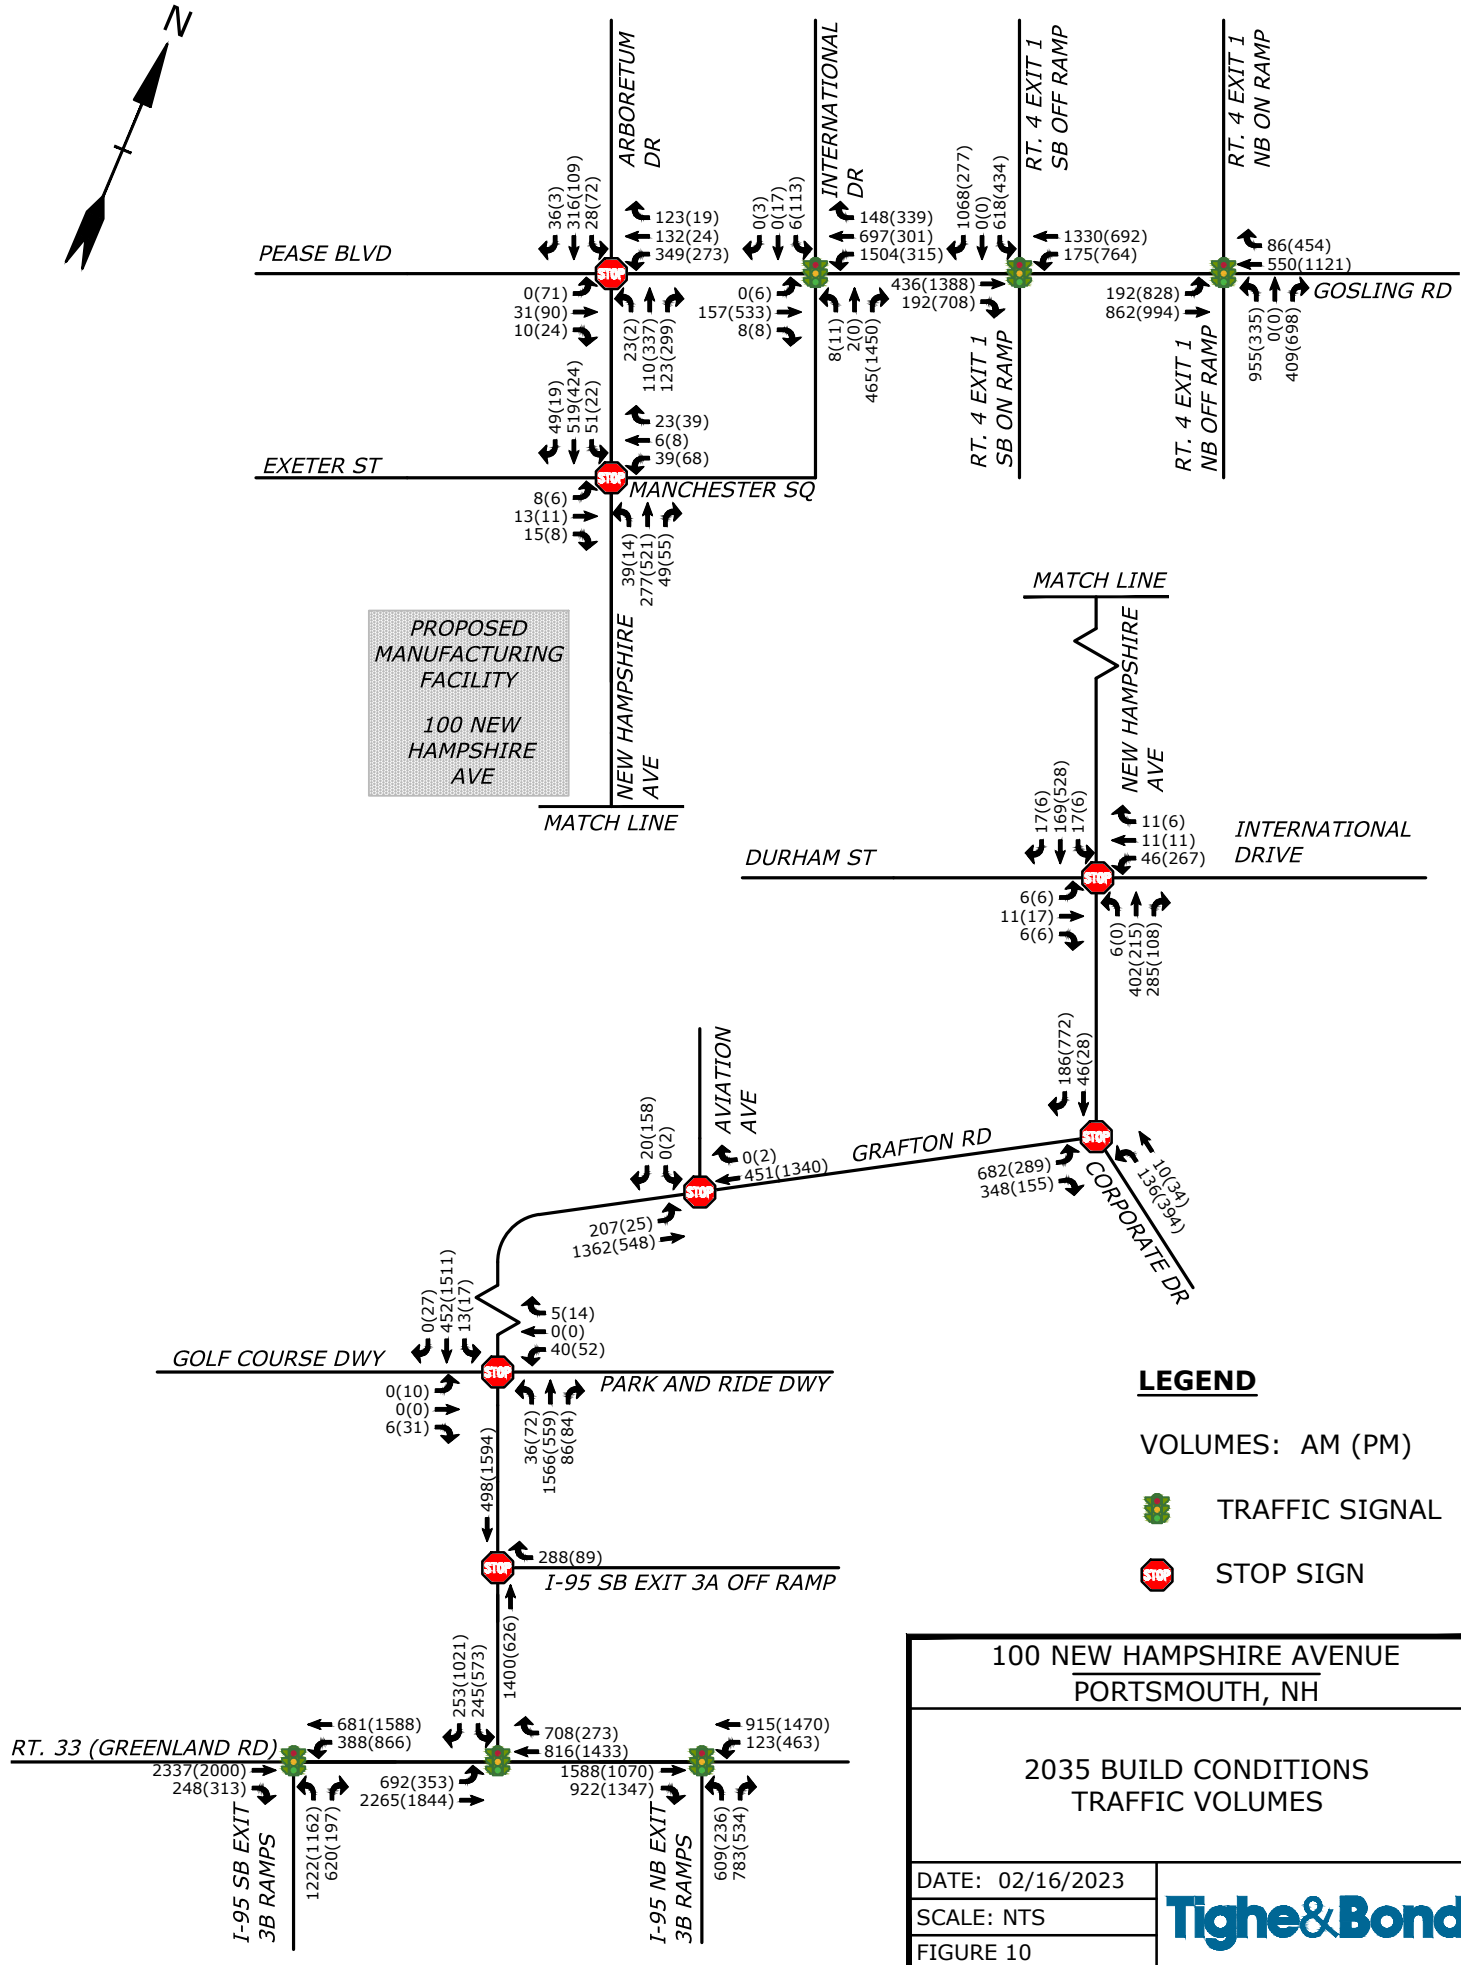 N
ARBORETUM
DR
INTERNATIONAL
DR
RT. 4 EXIT 1
SB OFF RAMP
RT. 4 EXIT 1
NB ON RAMP
36(3)
316(109)
28(72)
123(19)
132(24)
349(273)
0(3)
0(17)
6(113)
148(339)
697(301)
1504(315)
1068(277)
0(0)
618(434)
1330(692)
175(764)
86(454)
550(1121)
PEASE BLVD
STOP
GOSLING RD
0(71)
31(90)
10(24)
23(2)
110(337)
123(299)
0(6)
157(533)
8(8)
8(11)
2(0)
465(1450)
436(1388)
192(708)
RT. 4 EXIT 1
SB ON RAMP
192(828)
862(994)
RT. 4 EXIT 1
NB OFF RAMP
955(335)
0(0)
409(698)
49(19)
519(424)
51(22)
23(39)
6(8)
39(68)
EXETER ST
STOP
MANCHESTER SQ
8(6)
13(11)
15(8)
39(14)
277(521)
49(55)
PROPOSED
MANUFACTURING
FACILITY
100 NEW
HAMPSHIRE
AVE
NEW HAMPSHIRE
AVE
MATCH LINE
MATCH LINE
NEW HAMPSHIRE
AVE
17(6)
169(528)
17(6)
11(6)
11(11)
46(267)
DURHAM ST
STOP
INTERNATIONAL
DRIVE
6(6)
11(17)
6(6)
6(0)
402(215)
285(108)
186(772)
46(28)
STOP
AVIATION
AVE
20(158)
0(2)
0(2)
451(1340)
STOP
GRAFTON RD
207(25)
1362(548)
682(289)
348(155)
10(34)
136(394)
CORPORATE DR
0(27)
452(1511)
13(17)
5(14)
0(0)
40(52)
GOLF COURSE DWY
STOP
PARK AND RIDE DWY
0(10)
0(0)
6(31)
36(72)
1566(559)
86(84)
498(1594)
288(89)
STOP
I-95 SB EXIT 3A OFF RAMP
1400(626)
253(1021)
245(573)
708(273)
816(1433)
681(1588)
388(866)
915(1470)
123(463)
RT. 33 (GREENLAND RD)
2337(2000)
248(313)
692(353)
2265(1844)
1588(1070)
922(1347)
I-95 SB EXIT
3B RAMPS
1222(1162)
620(197)
I-95 NB EXIT
3B RAMPS
609(236)
783(534)
LEGEND
VOLUMES: AM (PM)
TRAFFIC SIGNAL
STOP
STOP SIGN
100 NEW HAMPSHIRE AVENUE
PORTSMOUTH, NH
2035 BUILD CONDITIONS
TRAFFIC VOLUMES
DATE: 02/16/2023
SCALE: NTS
FIGURE 10
Tighe&Bond